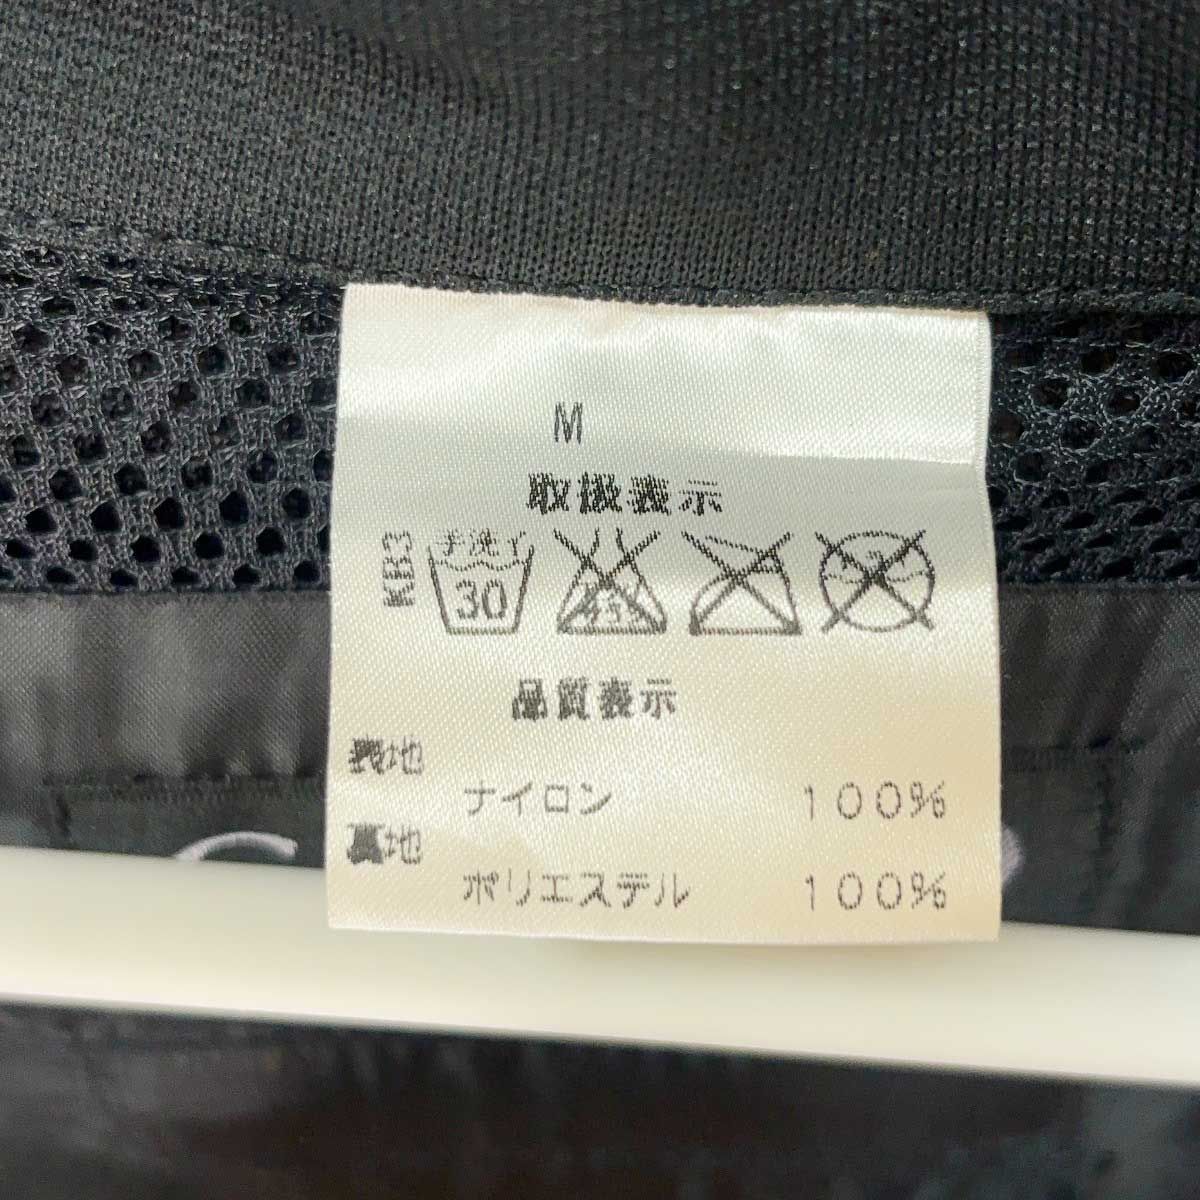 M
取扱表示
KB3
手洗イ
30
品質表示
表地
ナイロン 100%
裏地
ポリエステル 100%